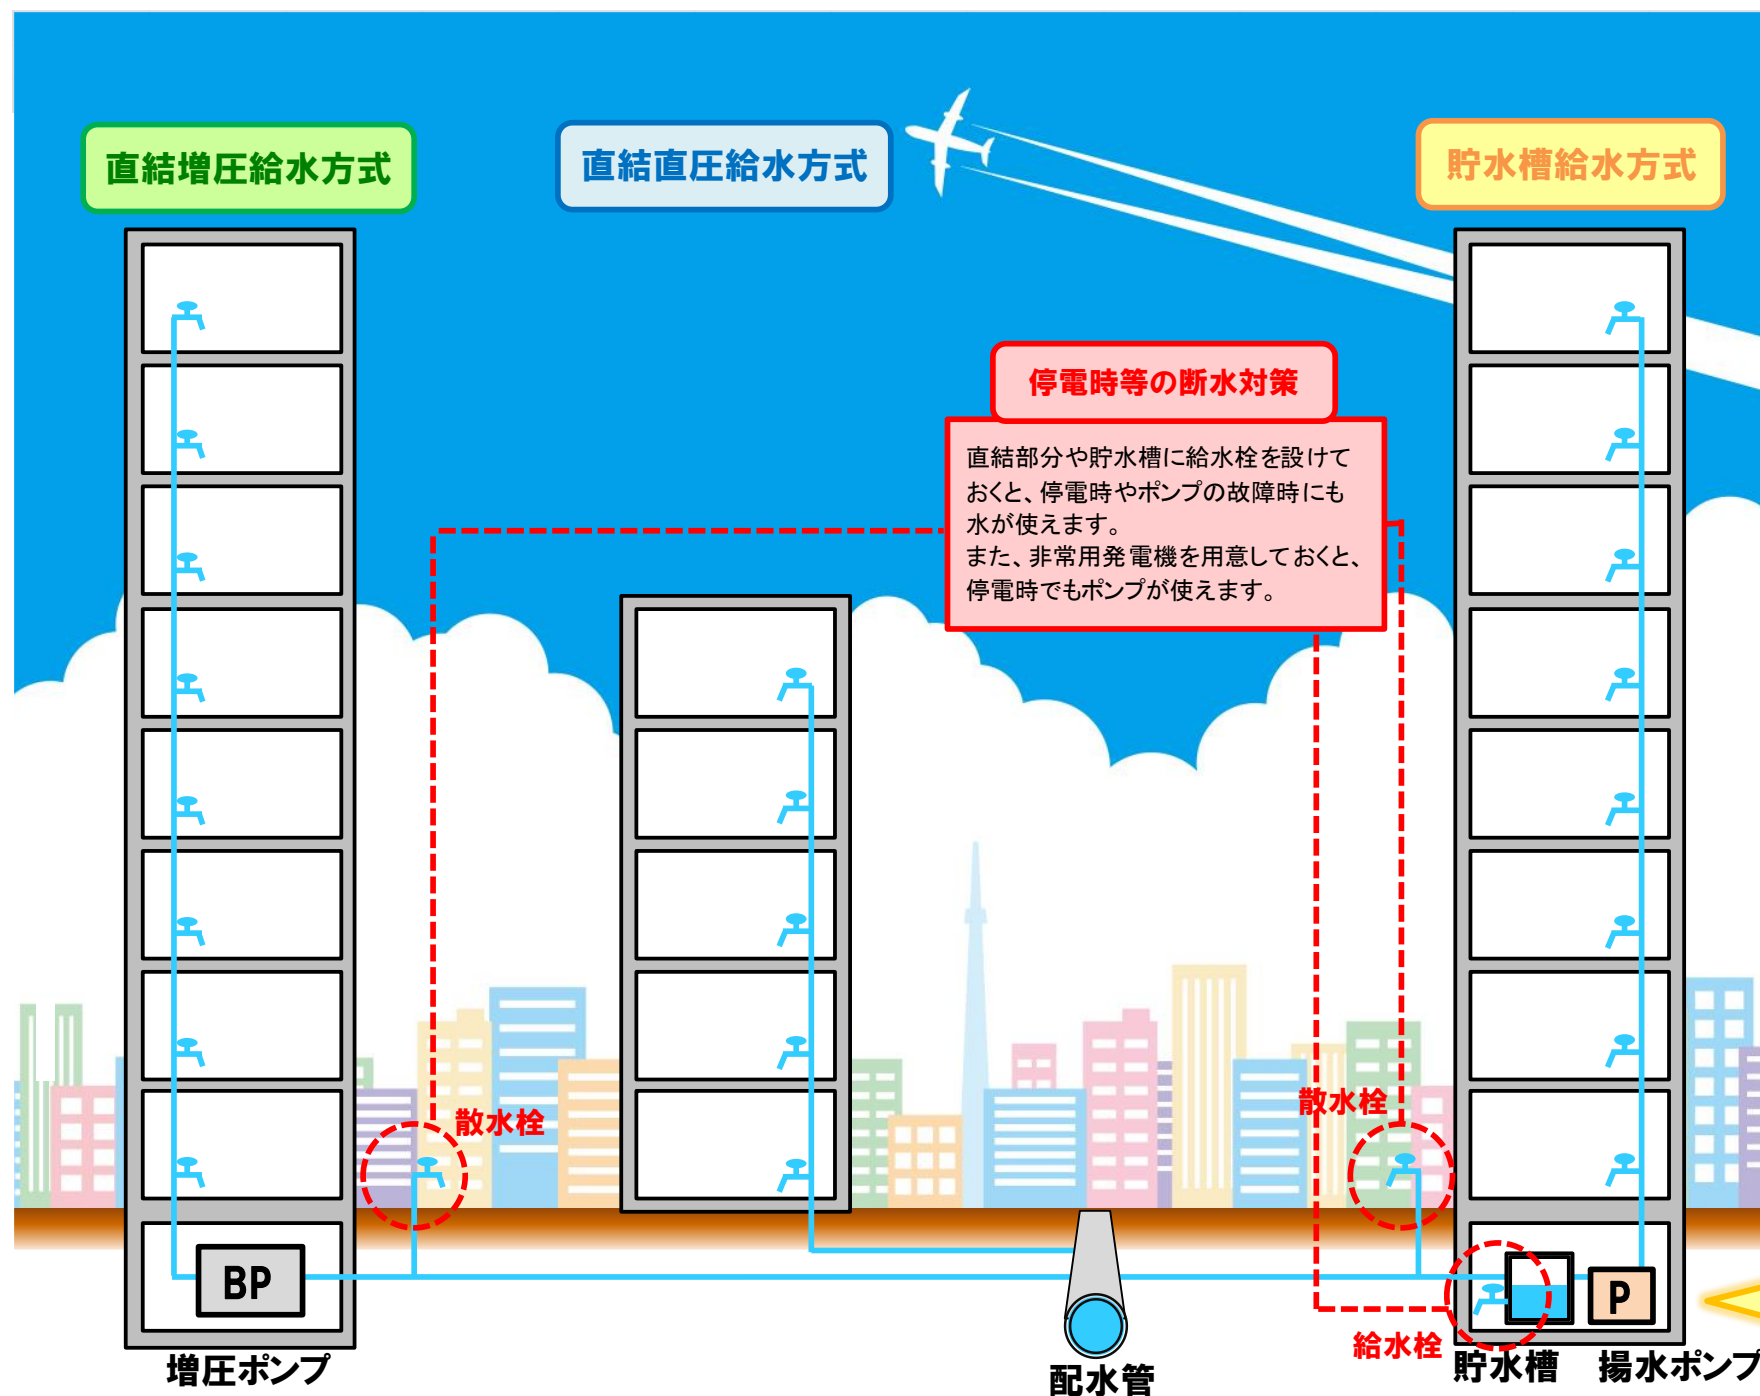 直結増圧給水方式
直結直圧給水方式
貯水槽給水方式
停電時等の断水対策
直結部分や貯水槽に給水栓を設けて
おくと、停電時やポンプの故障時にも
水が使えます。
また、非常用発電機を用意しておくと、
停電時でもポンプが使えます。
散水栓
散水栓
BP
P
給水栓
増圧ポンプ
配水管
貯水槽
揚水ポンプ